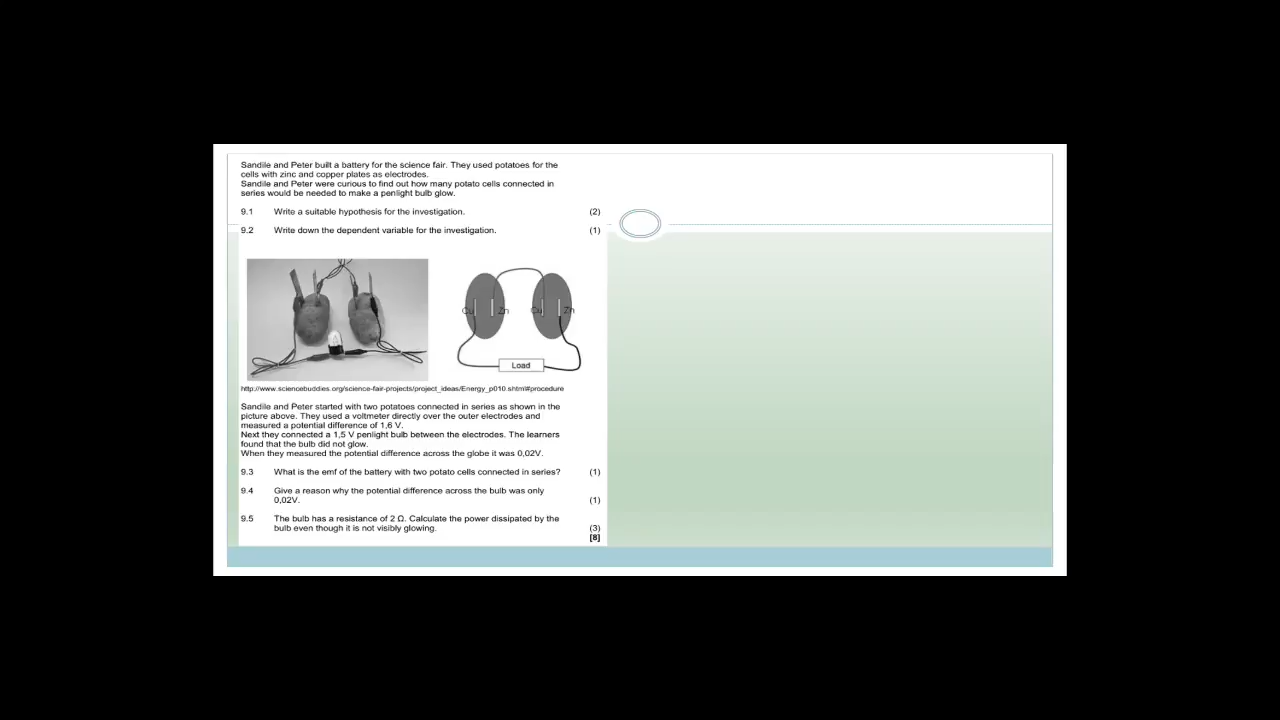 Sandile and Peter built a battery for the science fair. They used potatoes for the
cells with zinc and copper plates as electrodes.
Sandile and Peter were curious to find out how many potato cells connected in
series would be needed to make a penlight bulb glow.
9.1 Write a suitable hypothesis for the investigation. (2)
9.2 Write down the dependent variable for the investigation. (1)
Cu Zn Cu Zn
Load
http://www.sciencebuddies.org/science-fair-projects/project_ideas/Energy_p010.shtml#procedure
Sandile and Peter started with two potatoes connected in series as shown in the
picture above. They used a voltmeter directly over the outer electrodes and
measured a potential difference of 1,6 V.
Next they connected a 1,5 V penlight bulb between the electrodes. The learners
found that the bulb did not glow.
When they measured the potential difference across the globe it was 0,02V.
9.3 What is the emf of the battery with two potato cells connected in series? (1)
9.4 Give a reason why the potential difference across the bulb was only
0,02V. (1)
9.5 The bulb has a resistance of 2 Ω. Calculate the power dissipated by the
bulb even though it is not visibly glowing. (3)
[8]